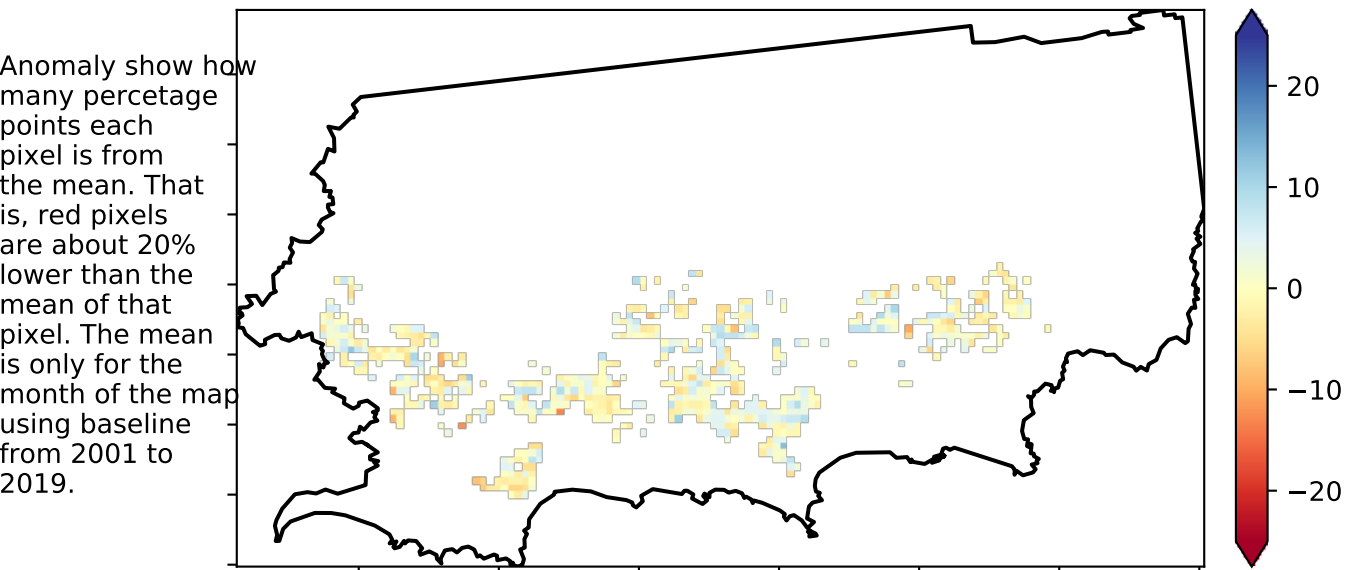 Anomaly show how
many percetage
points each
pixel is from
the mean. That
is, red pixels
are about 20%
lower than the
mean of that
pixel. The mean
is only for the
month of the map
using baseline
from 2001 to
2019.
20
10
0
−10
−20